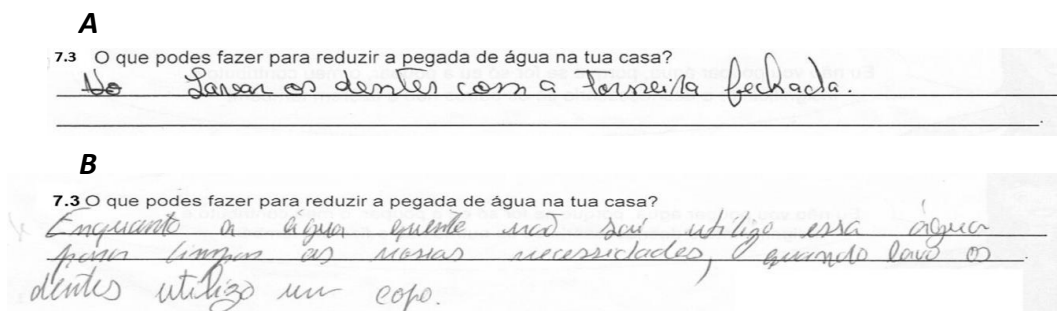 A
7.3 O que podes fazer para reduzir a pegada de água na tua casa?
Lavar os dentes com a torneira fechada.
B
7.3 O que podes fazer para reduzir a pegada de água na tua casa?
Enquanto a água quente não sai utilizo essa água
para limpar as nossas necessidades, quando lavo os
dentes utilizo um copo.